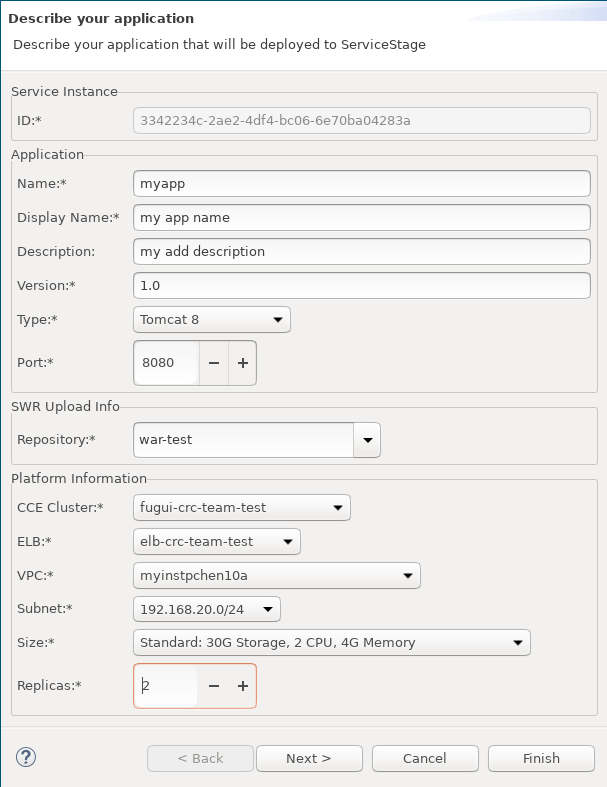 Describe your application
Describe your application that will be deployed to ServiceStage
Service Instance
ID:* 3342234c-2ae2-4df4-bc06-6e70ba04283a
Application
Name:* myapp
Display Name:* my app name
Description: my add description
Version:* 1.0
Type:* Tomcat 8
Port:* 8080 − +
SWR Upload Info
Repository:* war-test
Platform Information
CCE Cluster:* fugui-crc-team-test
ELB:* elb-crc-team-test
VPC:* myinstpchen10a
Subnet:* 192.168.20.0/24
Size:* Standard: 30G Storage, 2 CPU, 4G Memory
Replicas:* 2 − +
? < Back Next > Cancel Finish